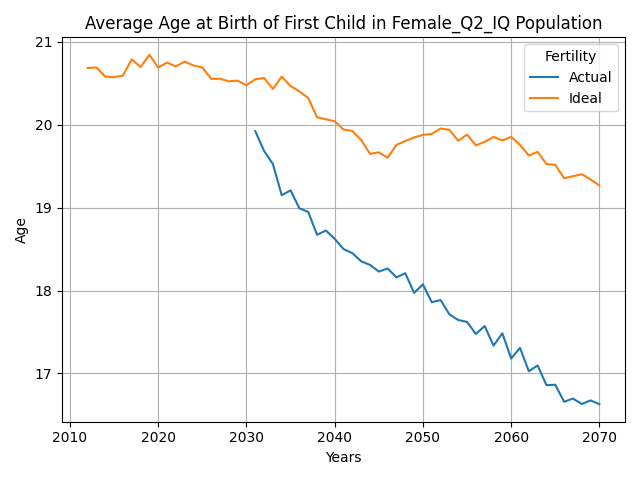 Average Age at Birth of First Child in Female_Q2_IQ Population
Fertility
Actual
Ideal
21
20
19
18
17
Age
2010
2020
2030
2040
2050
2060
2070
Years